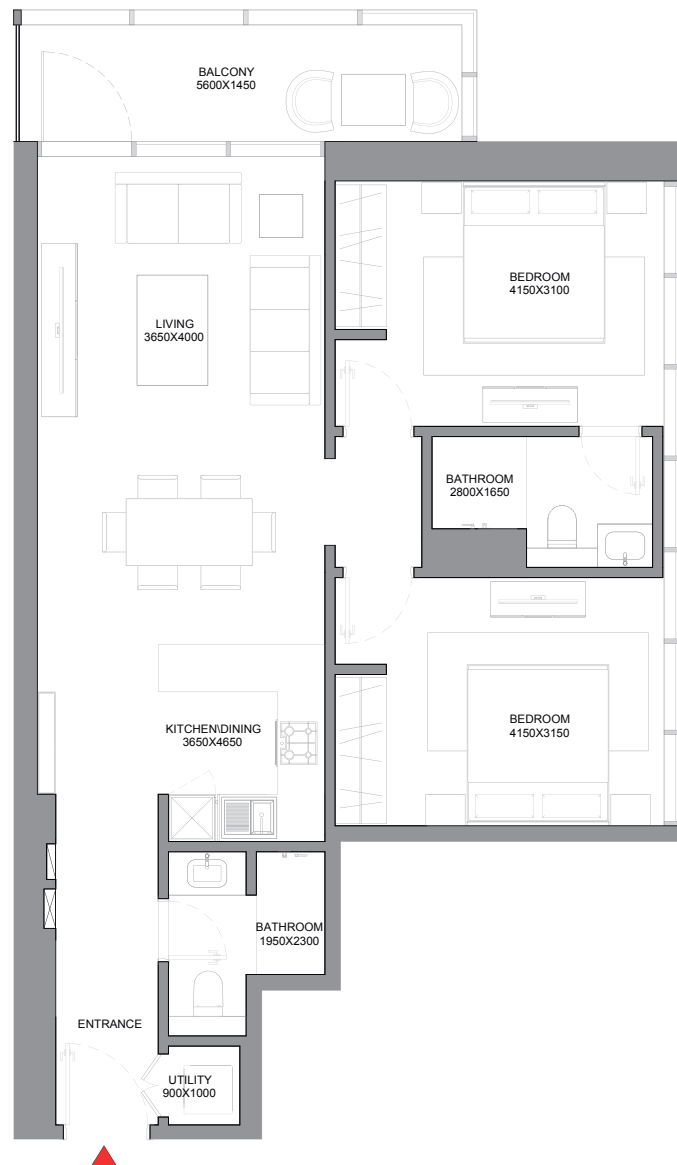 BALCONY
5600X1450
BEDROOM
4150X3100
LIVING
3650X4000
BATHROOM
2800X1650
BEDROOM
4150X3150
KITCHEN\DINING
3650X4650
BATHROOM
1950X2300
ENTRANCE
UTILITY
900X1000